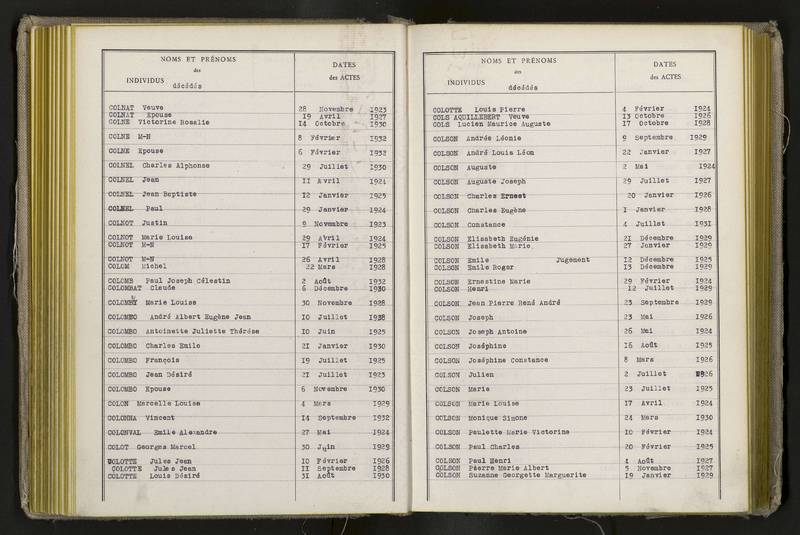 NOMS ET PRÉNOMS
des
INDIVIDUS décédés
DATES
des ACTES
COLNAT Veuve 28 Novembre 1923
COLNAT Epouse 19 Avril 1927
COLNE Victorine Rosalie 14 Octobre 1930
COLNE M-N 8 Février 1932
COLNE Epouse 6 Février 1932
COLNEL Charles Alphonse 29 Juillet 1930
COLNEL Jean 11 Avril 1924
COLNEL Jean Baptiste 12 Janvier 1925
COLNEL Paul 29 Janvier 1924
COLNOT Justin 9 Novembre 1923
COLNOT Marie Louise 29 Avril 1924
COLNOT M-N 17 Février 1925
COLNOT M-N 26 Avril 1928
COLOM Michel 22 Mars 1928
COLOMB Paul Joseph Célestin 2 Août 1932
COLOMBAT Claude 6 Décembre 1930
COLOMBY Marie Louise 30 Novembre 1928
COLOMBO André Albert Eugène Jean 10 Juillet 1928
COLOMBO Antoinette Juliette Thérèse 10 Juin 1925
COLOMBO Charles Emile 21 Janvier 1930
COLOMBO François 19 Juillet 1925
COLOMBO Jean Désiré 21 Juillet 1923
COLOMBO Epouse 6 Novembre 1930
COLON Marcelle Louise 4 Mars 1929
COLONNA Vincent 14 Septembre 1932
COLONVAL Emile Alexandre 27 Mai 1924
COLOT Georges Marcel 30 Juin 1929
COLOTTE Jules Jean 10 Février 1926
COLOTTE Jules Jean 11 Septembre 1928
COLOTTE Louis Désiré 31 Août 1930
NOMS ET PRÉNOMS
des
INDIVIDUS
décédés
DATES
des ACTES
COLOTTE Louis Pierre 4 Février 1924
COLS AQUILLEBERT Veuve 13 Octobre 1926
COLS Lucien Maurice Auguste 17 Octobre 1928
COLSON Andrée Léonie 9 Septembre 1929
COLSON André Louis Léon 22 Janvier 1927
COLSON Auguste 2 Mai 1924
COLSON Auguste Joseph 29 Juillet 1927
COLSON Charles Ernest 20 Janvier 1926
COLSON Charles Eugène 1 Janvier 1928
COLSON Constance 4 Juillet 1931
COLSON Elisabeth Eugénie 21 Décembre 1929
COLSON Elisabeth Marie 27 Janvier 1929
COLSON Emile Jugement 12 Décembre 1925
COLSON Emile Roger 13 Décembre 1929
COLSON Ernestine Marie 29 Février 1924
COLSON Henri 12 Juillet 1929
COLSON Jean Pierre René André 23 Septembre 1929
COLSON Joseph 23 Mai 1926
COLSON Joseph Antoine 26 Mai 1924
COLSON Joséphine 16 Août 1925
COLSON Joséphine Constance 8 Mars 1926
COLSON Julien 2 Juillet 1926
COLSON Marie 23 Juillet 1925
COLSON Marie Louise 17 Avril 1924
COLSON Monique Simone 24 Mars 1930
COLSON Paulette Marie Victorine 10 Février 1924
COLSON Paul Charles 20 Février 1925
COLSON Paul Henri 4 Août 1927
COLSON Pierre Marie Albert 5 Novembre 1927
COLSON Suzanne Georgette Marguerite 19 Janvier 1929